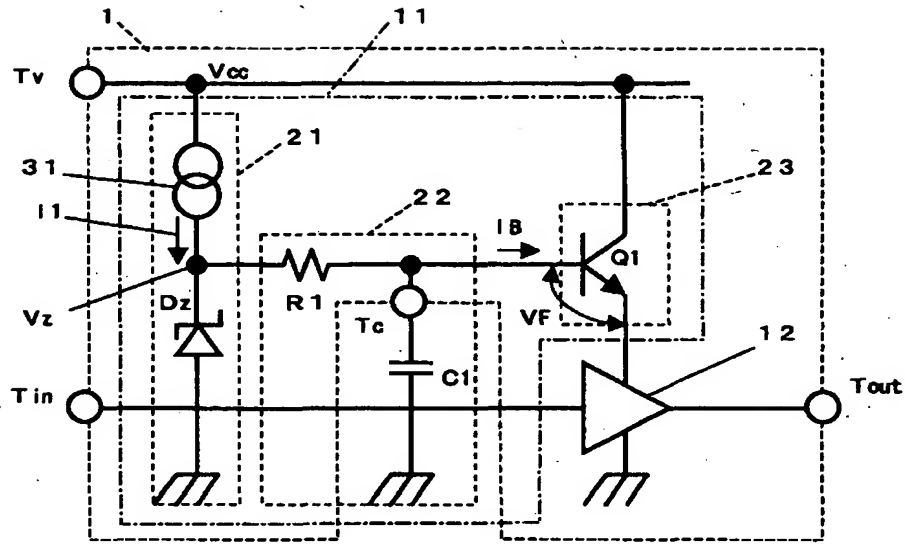 1
11
Tv
Vcc
21
31
23
I1
22
IB
Q1
R1
Vz
Dz
Tc
VF
12
C1
Tin
Tout